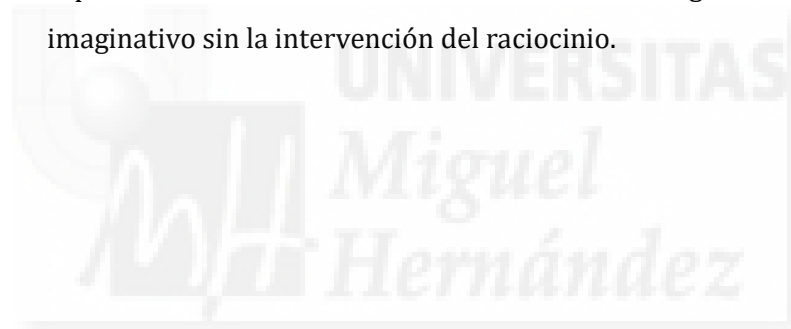 imaginativo sin la intervención del raciocinio.
UNIVERSITAS
Miguel
Hernández